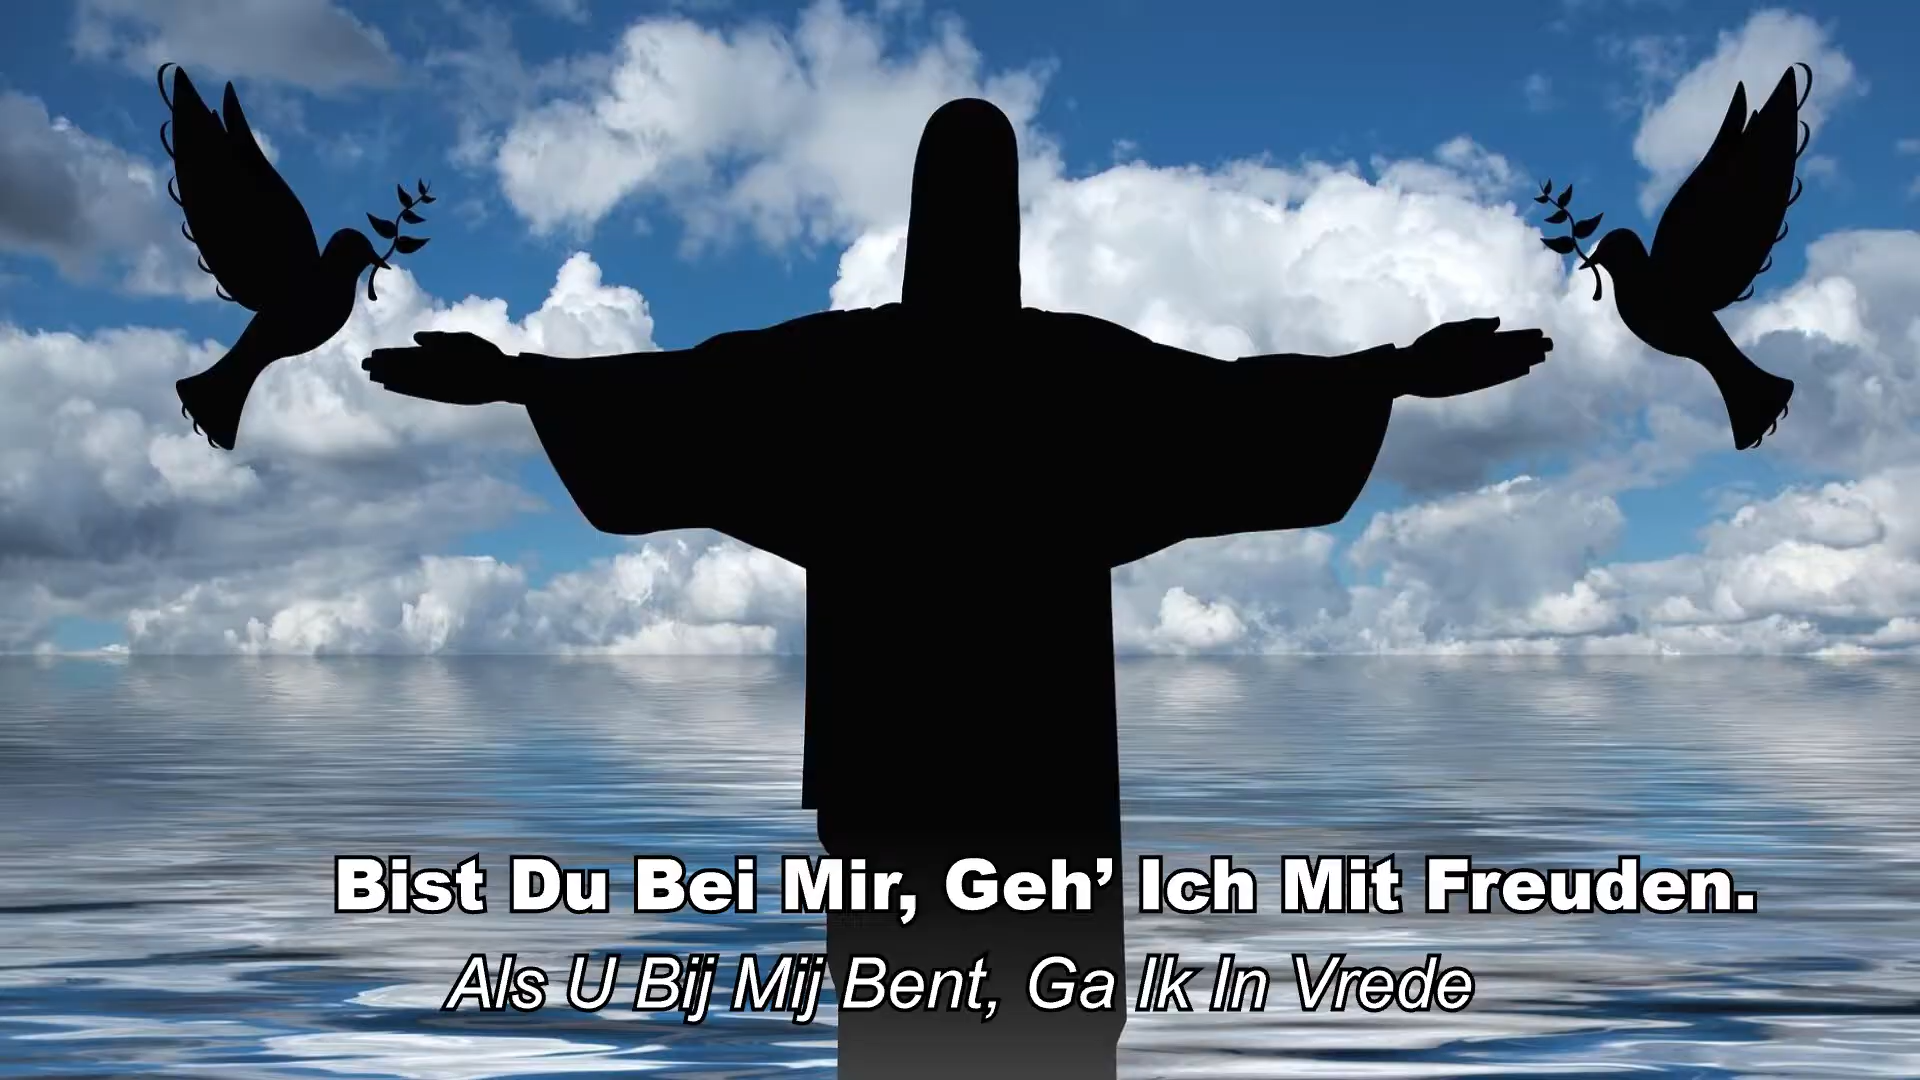 Bist Du Bei Mir, Geh’ Ich Mit Freuden.
Als U Bij Mij Bent, Ga Ik In Vrede